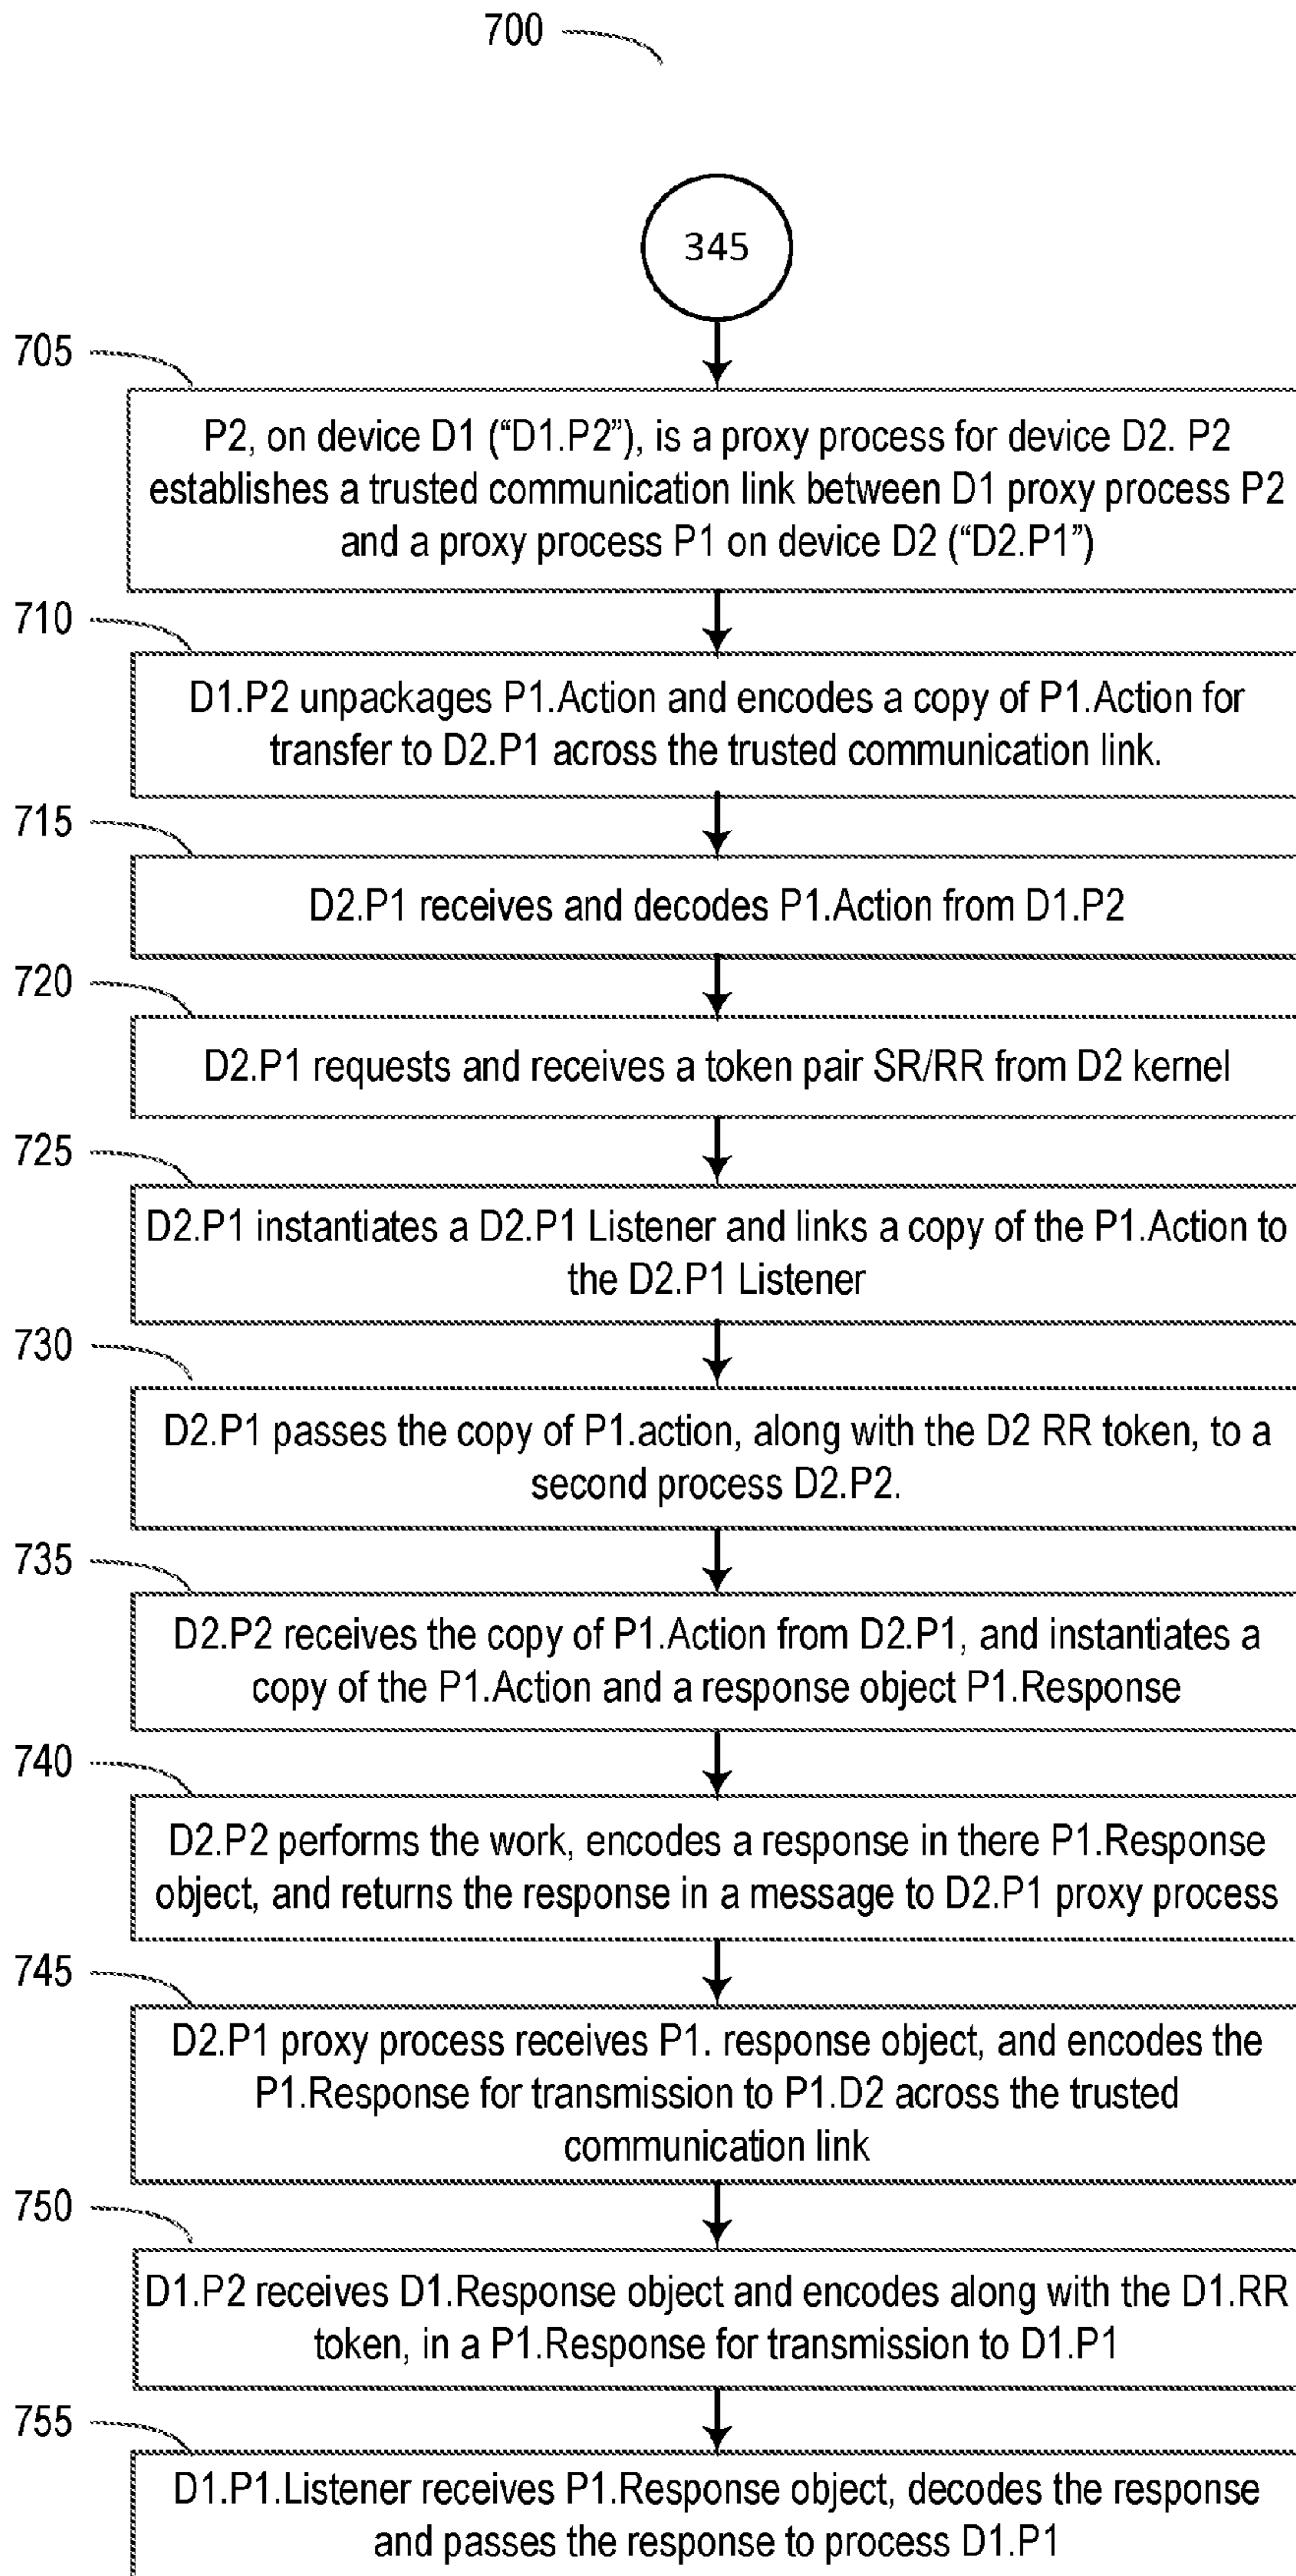 700
345
705
P2, on device D1 (“D1.P2”), is a proxy process for device D2. P2
establishes a trusted communication link between D1 proxy process P2
and a proxy process P1 on device D2 (“D2.P1”)
710
D1.P2 unpackages P1.Action and encodes a copy of P1.Action for
transfer to D2.P1 across the trusted communication link.
715
D2.P1 receives and decodes P1.Action from D1.P2
720
D2.P1 requests and receives a token pair SR/RR from D2 kernel
725
D2.P1 instantiates a D2.P1 Listener and links a copy of the P1.Action to
the D2.P1 Listener
730
D2.P1 passes the copy of P1.action, along with the D2 RR token, to a
second process D2.P2.
735
D2.P2 receives the copy of P1.Action from D2.P1, and instantiates a
copy of the P1.Action and a response object P1.Response
740
D2.P2 performs the work, encodes a response in there P1.Response
object, and returns the response in a message to D2.P1 proxy process
745
D2.P1 proxy process receives P1. response object, and encodes the
P1.Response for transmission to P1.D2 across the trusted
communication link
750
D1.P2 receives D1.Response object and encodes along with the D1.RR
token, in a P1.Response for transmission to D1.P1
755
D1.P1.Listener receives P1.Response object, decodes the response
and passes the response to process D1.P1